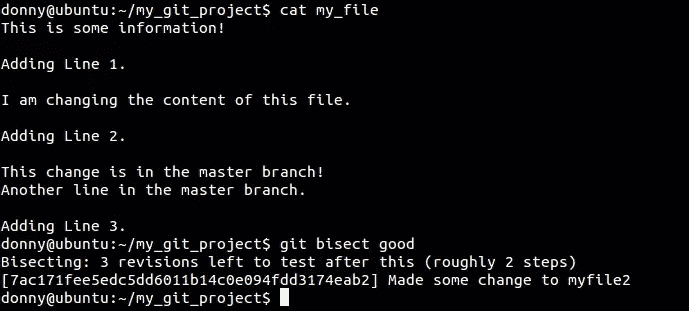 donny@ubuntu:~/my_git_project$ cat my_file
This is some information!
Adding Line 1.
I am changing the content of this file.
Adding Line 2.
This change is in the master branch!
Another line in the master branch.
Adding Line 3.
donny@ubuntu:~/my_git_project$ git bisect good
Bisecting: 3 revisions left to test after this (roughly 2 steps)
[7ac171fee5edc5dd6011b14c0e094fdd3174eab2] Made some change to myfile2
donny@ubuntu:~/my_git_project$